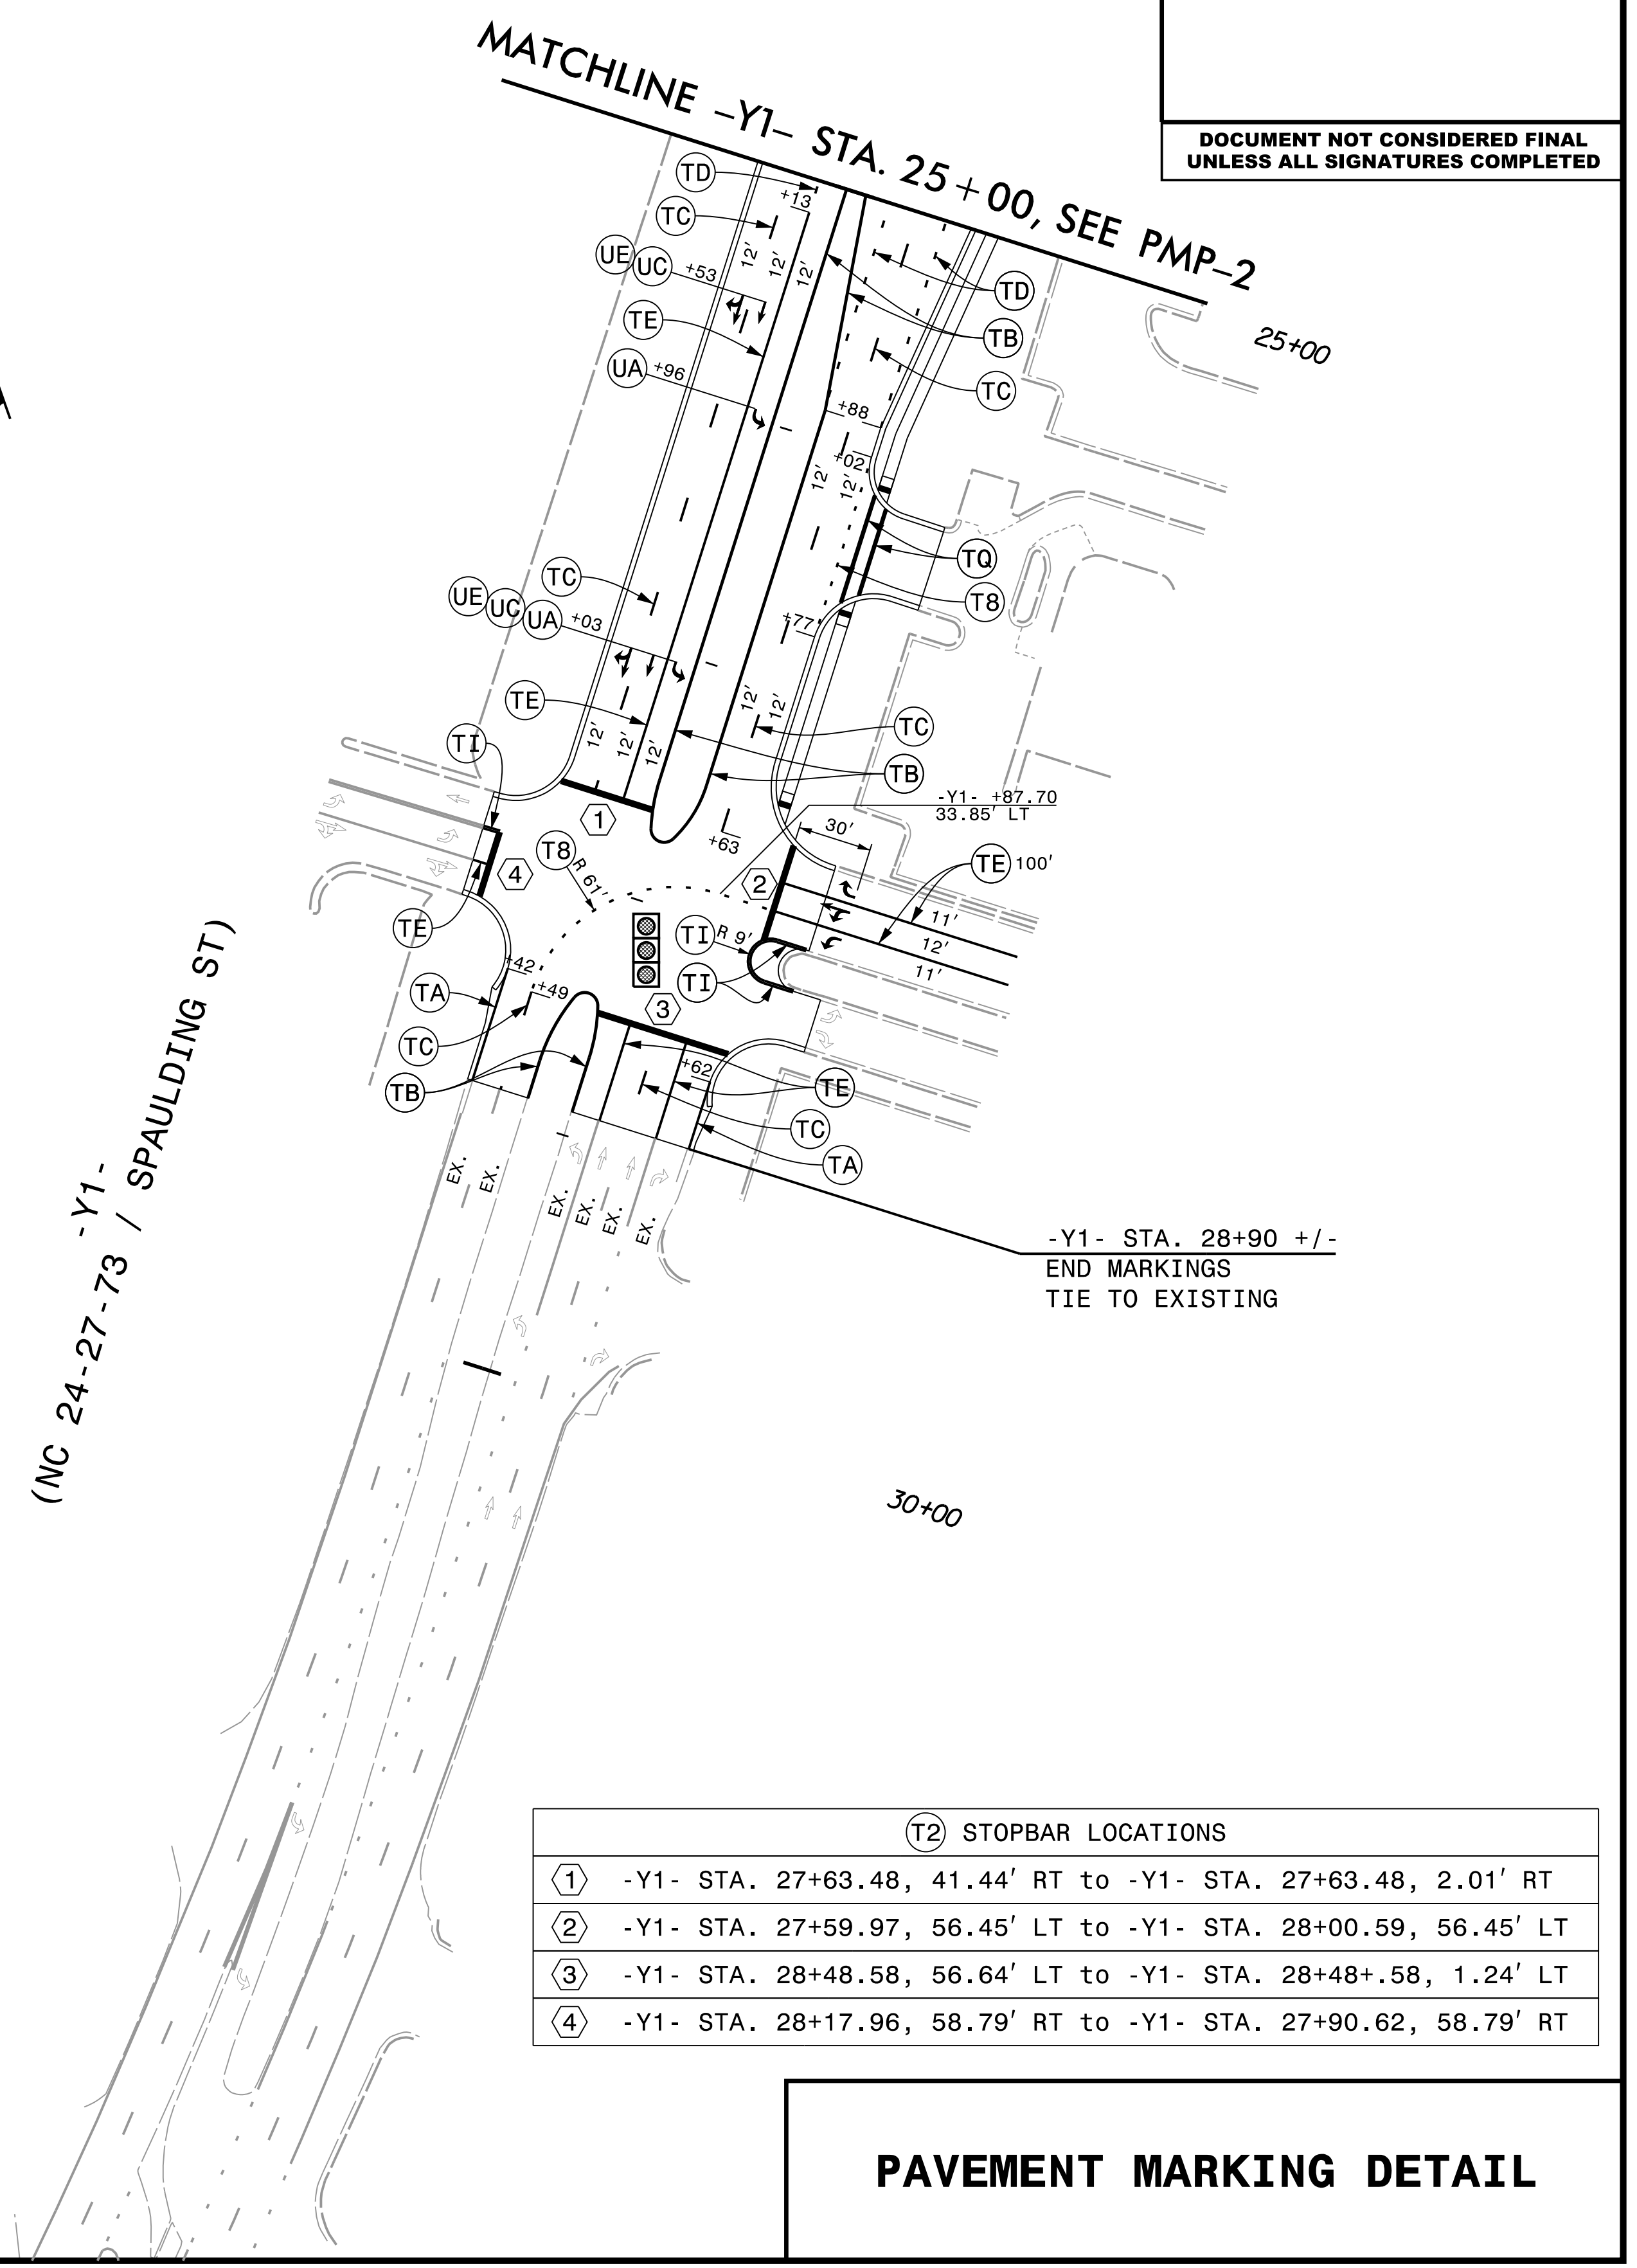 MATCHLINE -Y1- STA. 25+00, SEE PMP-2
DOCUMENT NOT CONSIDERED FINAL
UNLESS ALL SIGNATURES COMPLETED
TD
+13
TC
12' 12' 12'
UE UC +53
TD
TE
TB
25+00
UA +96
TC
+88
+02
12' 12'
TQ
TC
T8
UE UC UA +03
+77
TE
12' 12'
TC
TI
12' 12' 12'
TB
-Y1- +87.70
33.85' LT
1
30'
+63
T8 R 61'
TE 100'
4
2
11'
TE
TI R 9'
12'
11'
+42
TI
TA
+49
3
TC
+62
TB
TE
TC
TA
EX. EX.
EX. EX. EX. EX.
-Y1-
(NC 24-27-73 / SPAULDING ST)
-Y1- STA. 28+90 +/-
END MARKINGS
TIE TO EXISTING
30+00
T2 STOPBAR LOCATIONS
1 -Y1- STA. 27+63.48, 41.44' RT to -Y1- STA. 27+63.48, 2.01' RT
2 -Y1- STA. 27+59.97, 56.45' LT to -Y1- STA. 28+00.59, 56.45' LT
3 -Y1- STA. 28+48.58, 56.64' LT to -Y1- STA. 28+48+.58, 1.24' LT
4 -Y1- STA. 28+17.96, 58.79' RT to -Y1- STA. 27+90.62, 58.79' RT
PAVEMENT MARKING DETAIL